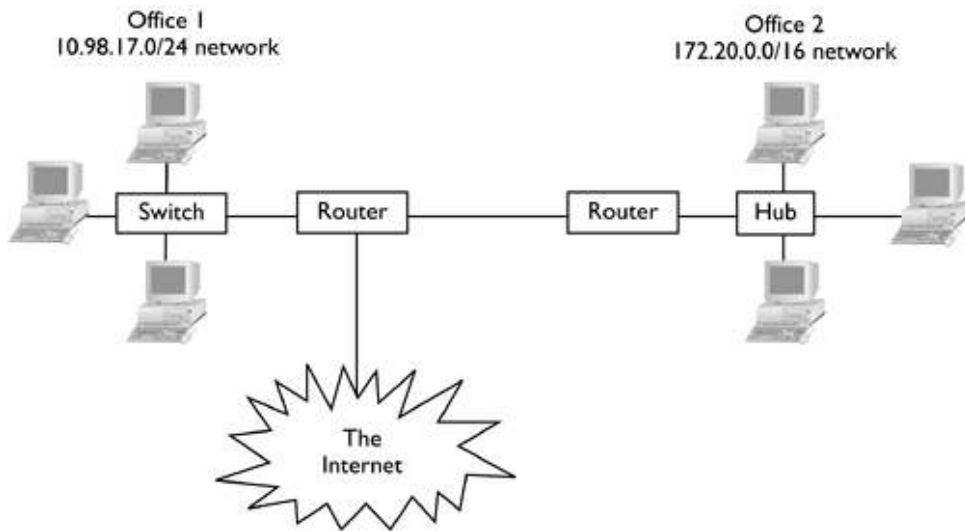 Office 1
10.98.17.0/24 network
Office 2
172.20.0.0/16 network
Switch
Router
Router
Hub
The
Internet